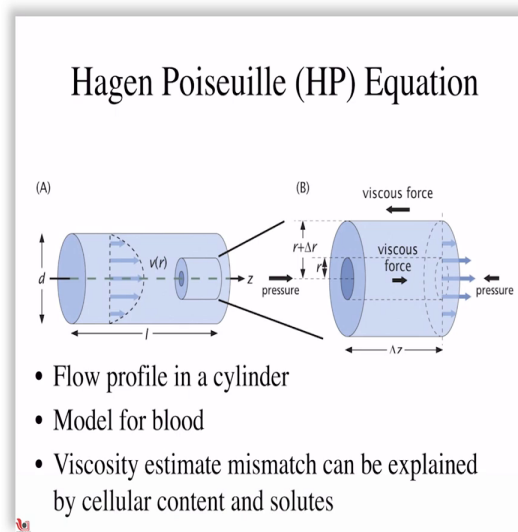 Hagen Poiseuille (HP) Equation
(A)
(B)
viscous force
r+Δr
r
viscous
force
v(r)
d
z
pressure
pressure
l
Δz
• Flow profile in a cylinder
• Model for blood
• Viscosity estimate mismatch can be explained
by cellular content and solutes